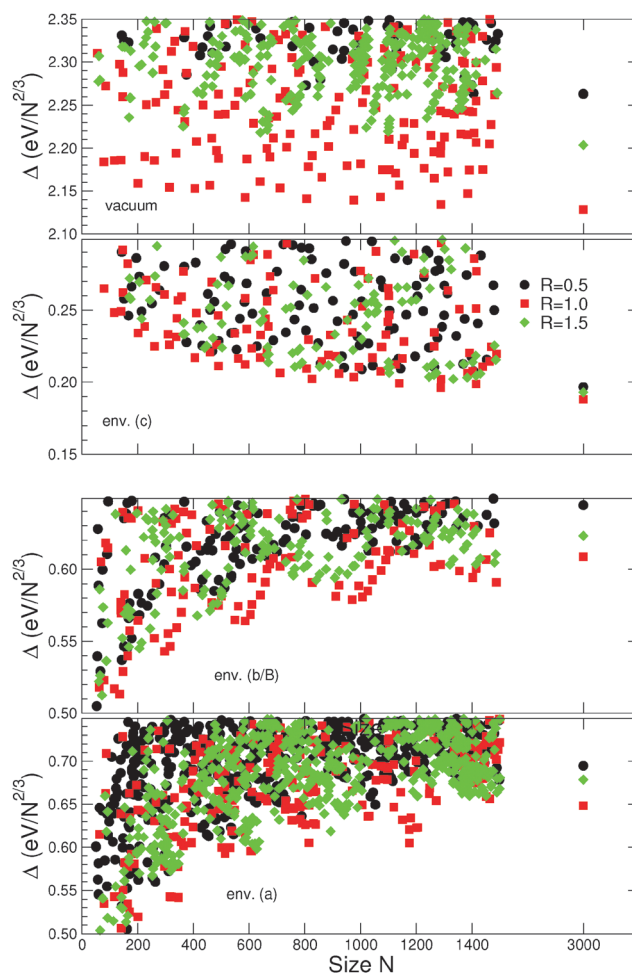 2.35
2.30
2.25
2.20
2.15
2.10
Δ (eV/N^2/3)
vacuum
0.25
0.20
0.15
Δ (eV/N^2/3)
R=0.5
R=1.0
R=1.5
env. (c)
0.60
0.55
0.50
Δ (eV/N^2/3)
env. (b/B)
Size
0.70
0.65
0.60
0.55
0.50
Δ (eV/N^2/3)
env. (a)
0 200 400 600 800 1000 1200 1400 3000
Size N